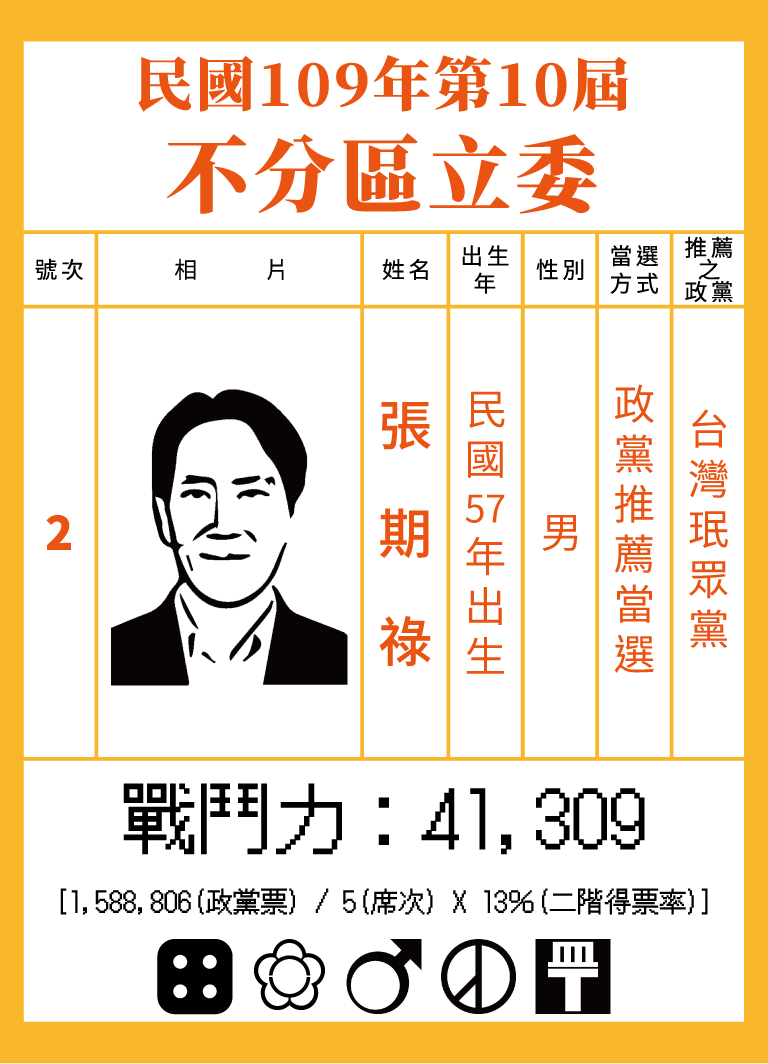 民國109年第10屆
不分區立委
號次
相片
姓名
出生年
性別
當選方式
推薦之政黨
2
張期祿
民國57年出生
男
政黨推薦當選
台灣珉眾黨
戰鬥力：41,309
[1,588,806(政黨票) / 5(席次) X 13%(二階得票率)]